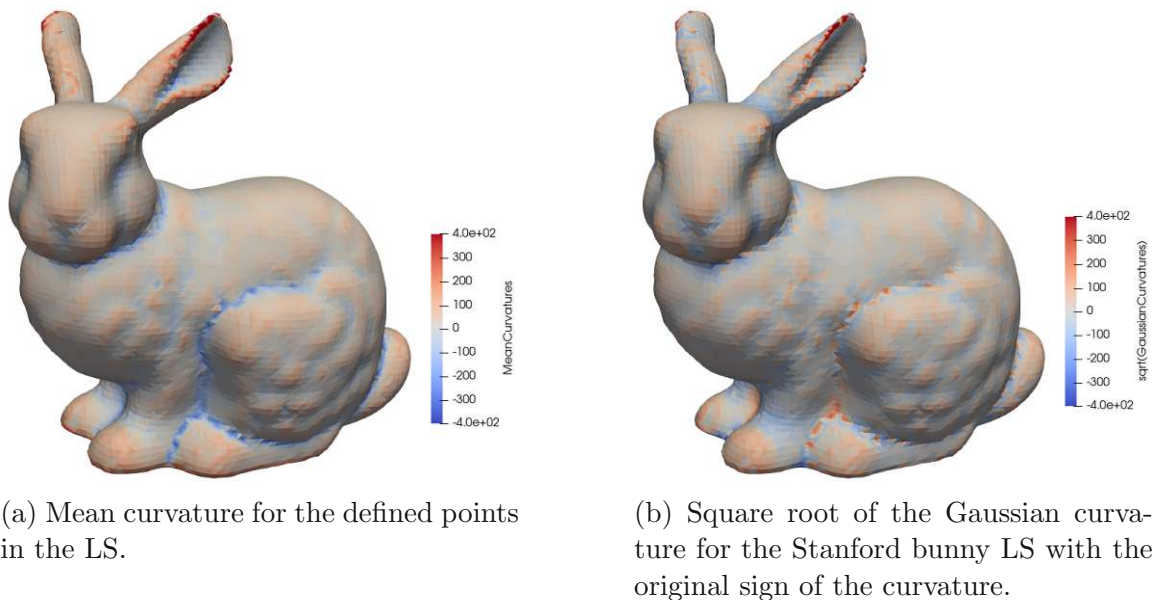 4.0e+02
300
200
100
0
-100
-200
-300
-4.0e+02
MeanCurvatures
4.0e+02
300
200
100
0
-100
-200
-300
-4.0e+02
sqrt(GaussianCurvatures)
(a) Mean curvature for the defined points
in the LS.
(b) Square root of the Gaussian curva-
ture for the Stanford bunny LS with the
original sign of the curvature.